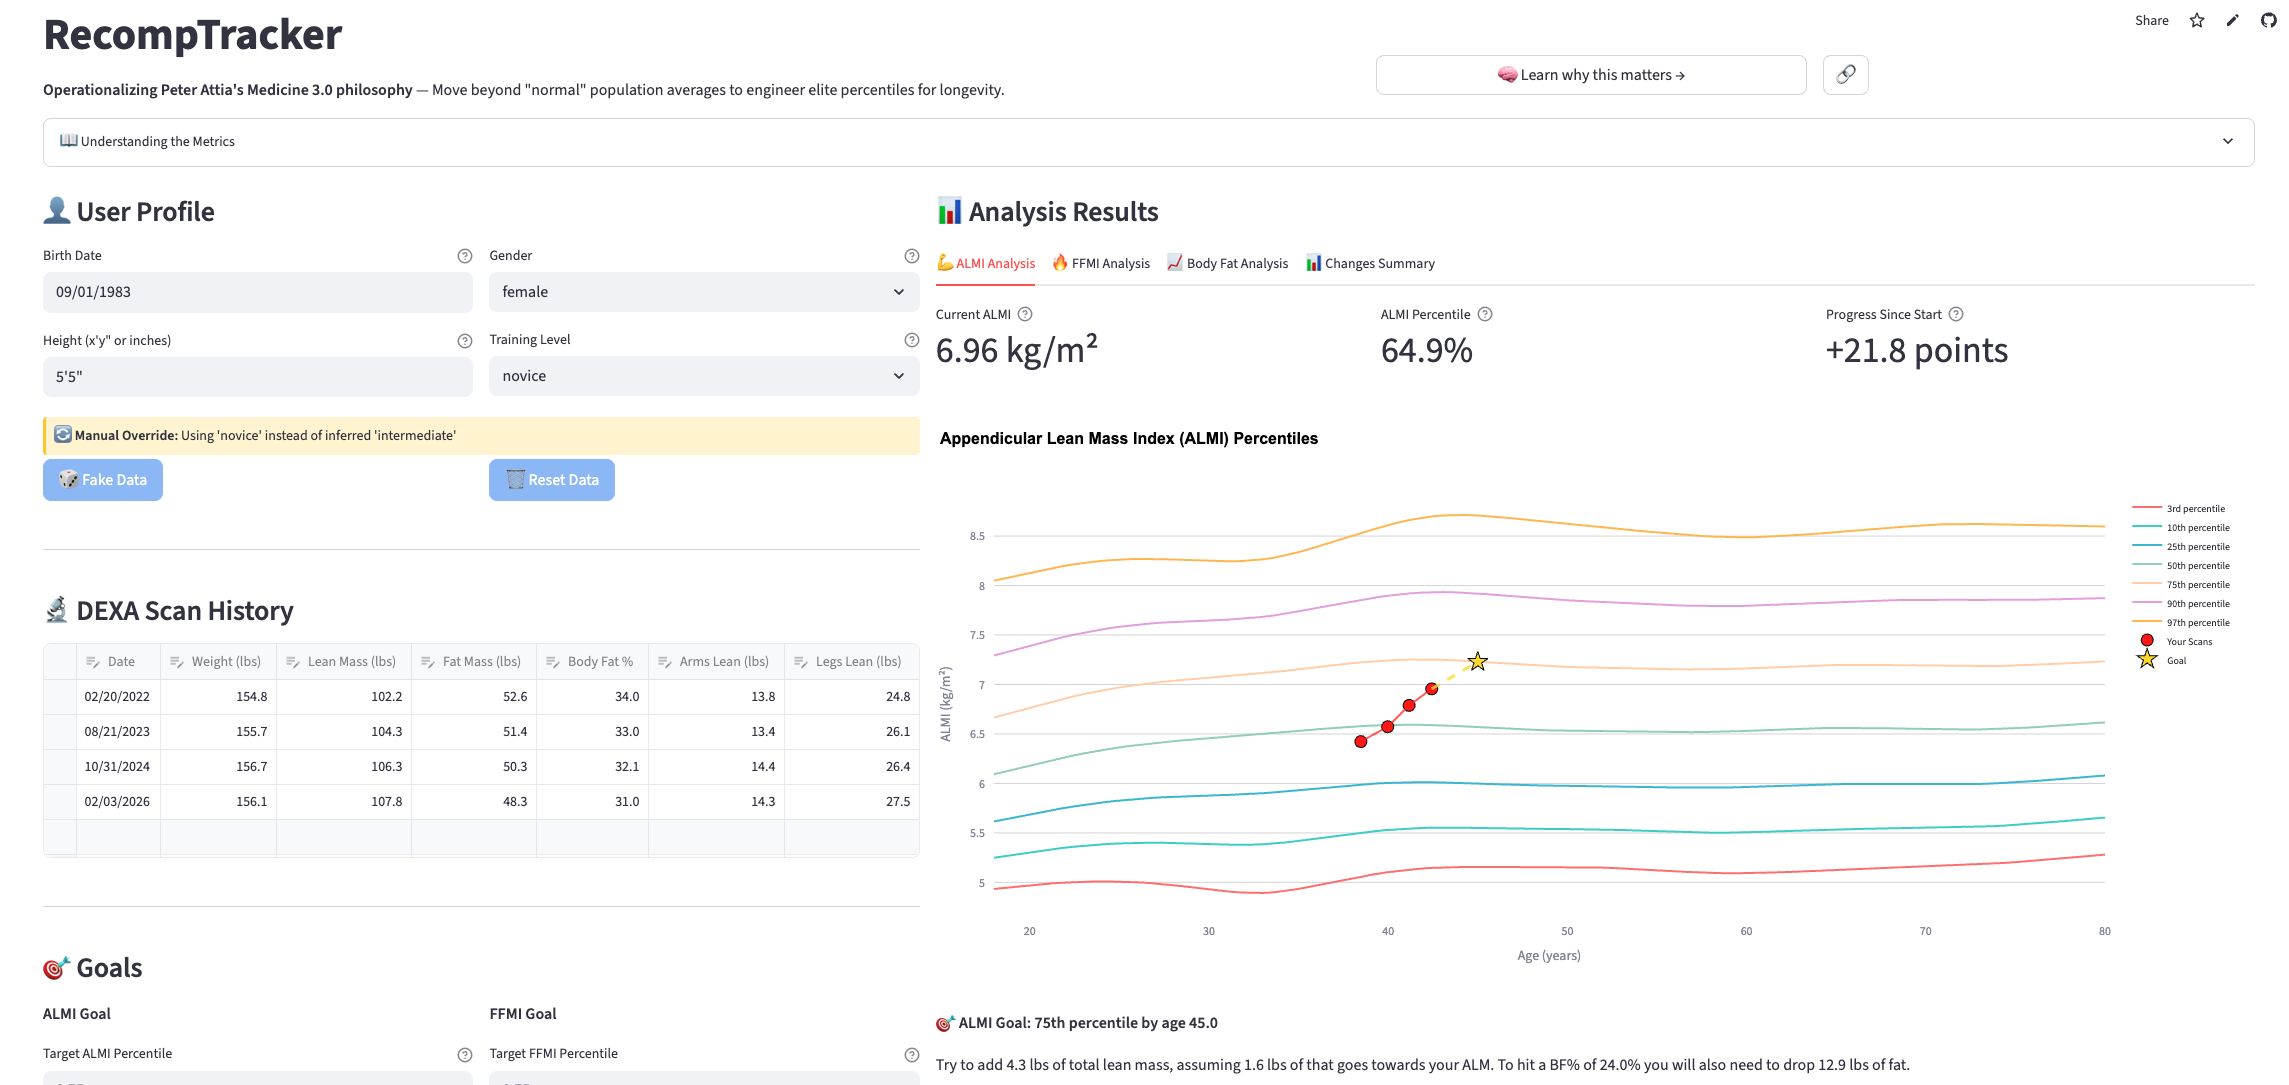 RecompTracker
Share
Operationalizing Peter Attia's Medicine 3.0 philosophy — Move beyond "normal" population averages to engineer elite percentiles for longevity.
🧠 Learn why this matters →
🔗
📖 Understanding the Metrics
👤 User Profile
Birth Date
Gender
09/01/1983
female
Height (x'y" or inches)
Training Level
5'5"
novice
🔄 Manual Override: Using 'novice' instead of inferred 'intermediate'
🎲 Fake Data
🗑️ Reset Data
🔬 DEXA Scan History
Date Weight (lbs) Lean Mass (lbs) Fat Mass (lbs) Body Fat % Arms Lean (lbs) Legs Lean (lbs)
02/20/2022 154.8 102.2 52.6 34.0 13.8 24.8
08/21/2023 155.7 104.3 51.4 33.0 13.4 26.1
10/31/2024 156.7 106.3 50.3 32.1 14.4 26.4
02/03/2026 156.1 107.8 48.3 31.0 14.3 27.5
🎯 Goals
ALMI Goal
FFMI Goal
Target ALMI Percentile
Target FFMI Percentile
📊 Analysis Results
💪 ALMI Analysis
🔥 FFMI Analysis
📈 Body Fat Analysis
📊 Changes Summary
Current ALMI
ALMI Percentile
Progress Since Start
6.96 kg/m²
64.9%
+21.8 points
Appendicular Lean Mass Index (ALMI) Percentiles
ALMI (kg/m²)
8.5
8
7.5
7
6.5
6
5.5
5
20 30 40 50 60 70 80
Age (years)
3rd percentile
10th percentile
25th percentile
50th percentile
75th percentile
90th percentile
97th percentile
Your Scans
Goal
🎯 ALMI Goal: 75th percentile by age 45.0
Try to add 4.3 lbs of total lean mass, assuming 1.6 lbs of that goes towards your ALM. To hit a BF% of 24.0% you will also need to drop 12.9 lbs of fat.